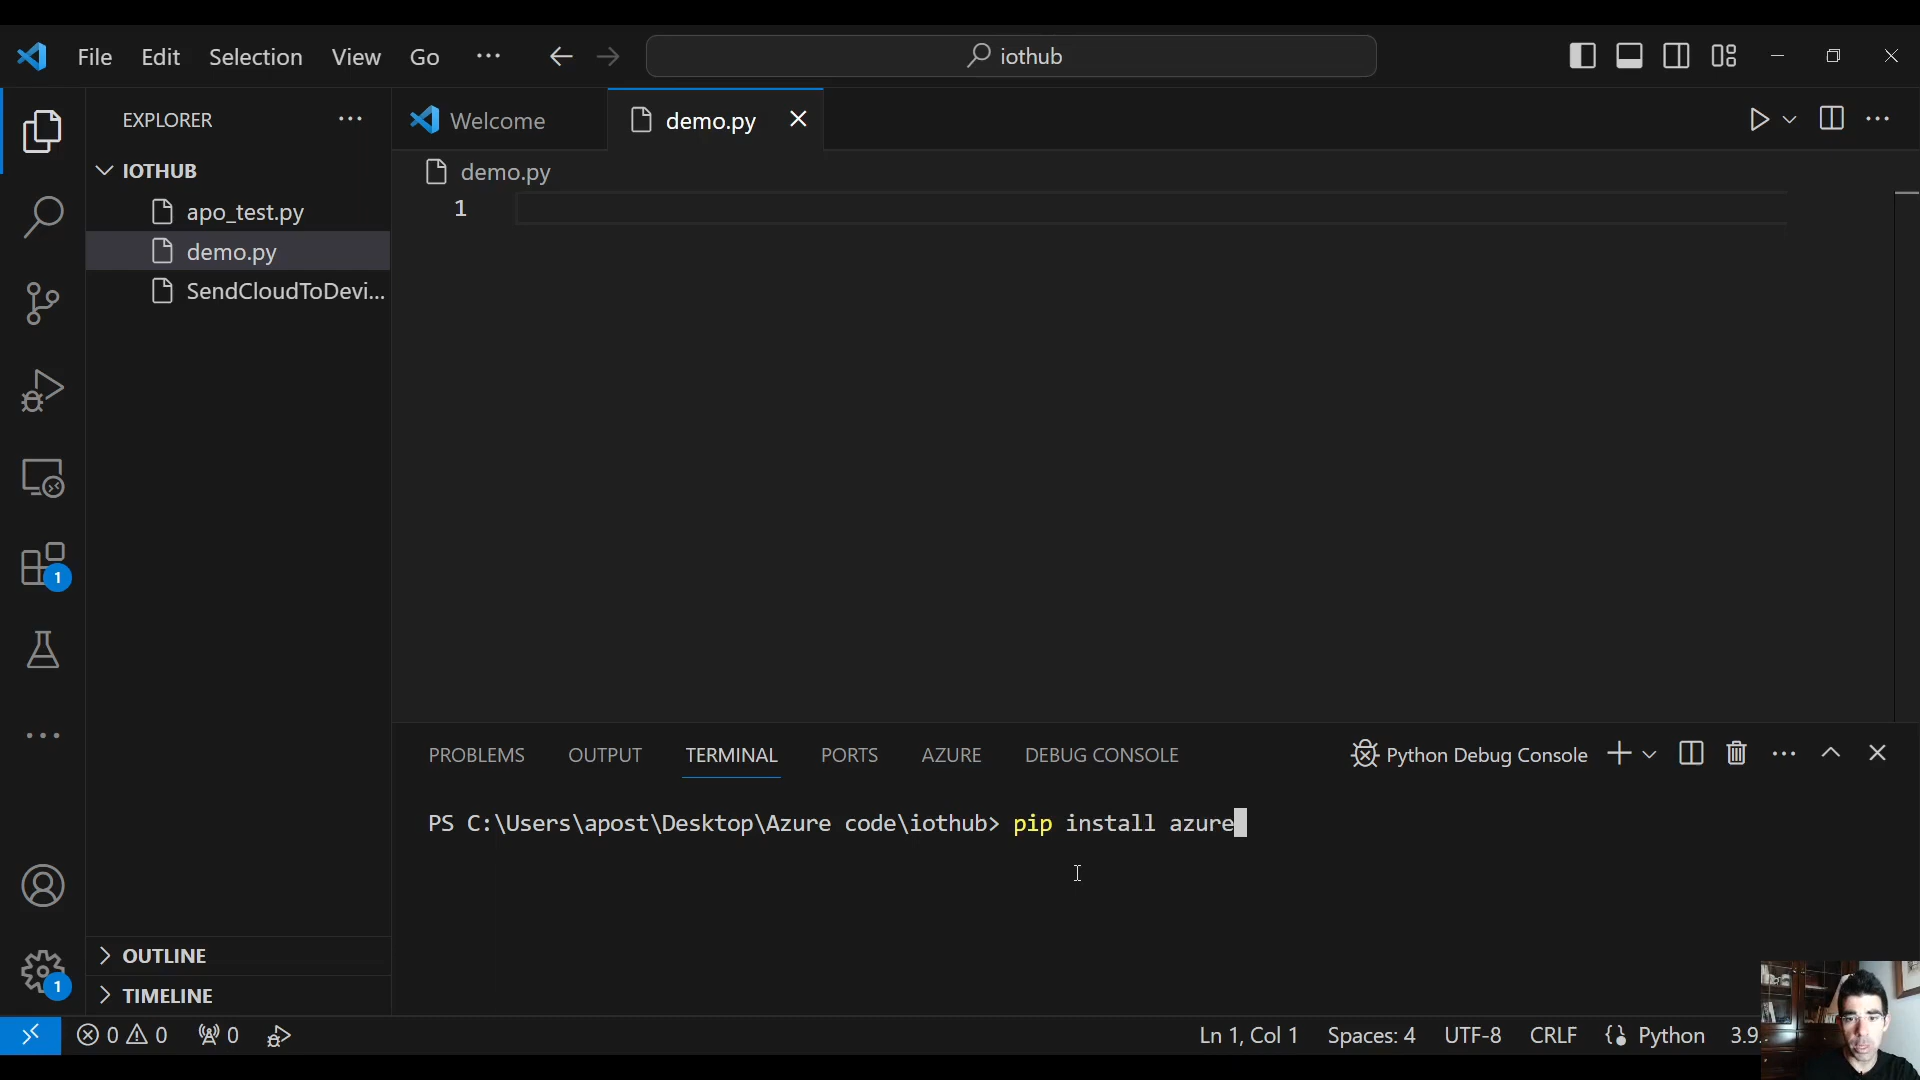 File Edit Selection View Go ··· iothub
EXPLORER ··· Welcome demo.py
IOTHUB demo.py
apo_test.py 1
demo.py
SendCloudToDevi...
1
PROBLEMS OUTPUT TERMINAL PORTS AZURE DEBUG CONSOLE Python Debug Console
PS C:\Users\apost\Desktop\Azure code\iothub> pip install azure
OUTLINE
1
TIMELINE
0 0 0 Ln 1, Col 1 Spaces: 4 UTF-8 CRLF Python 3.9.